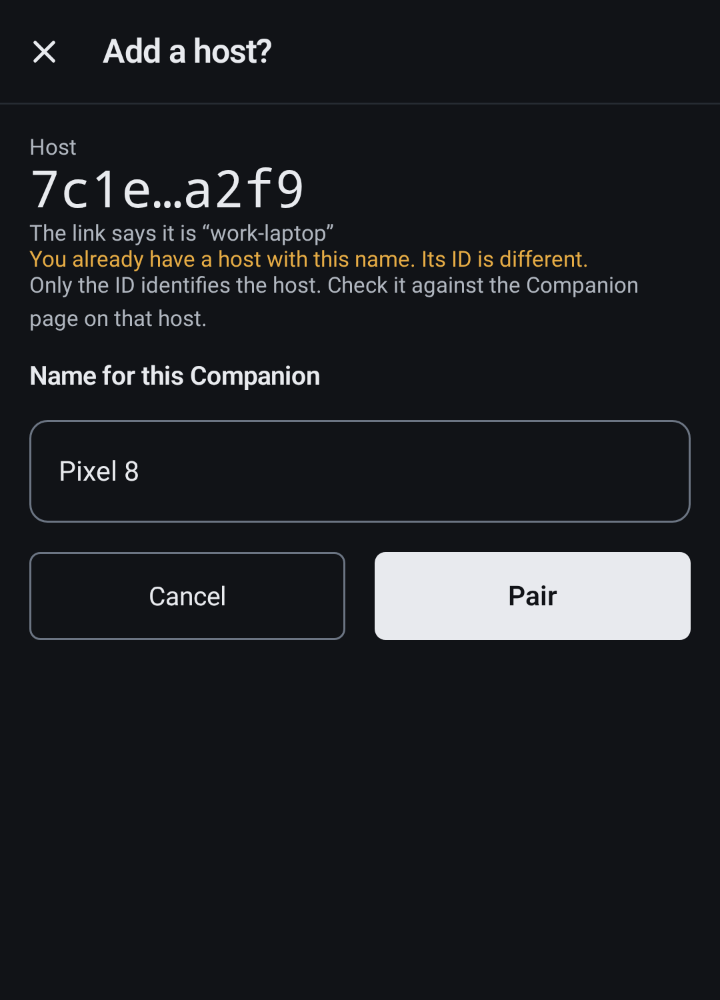 Add a host?
Host
7c1e…a2f9
The link says it is “work-laptop”
You already have a host with this name. Its ID is different.
Only the ID identifies the host. Check it against the Companion
page on that host.
Name for this Companion
Pixel 8
Cancel
Pair